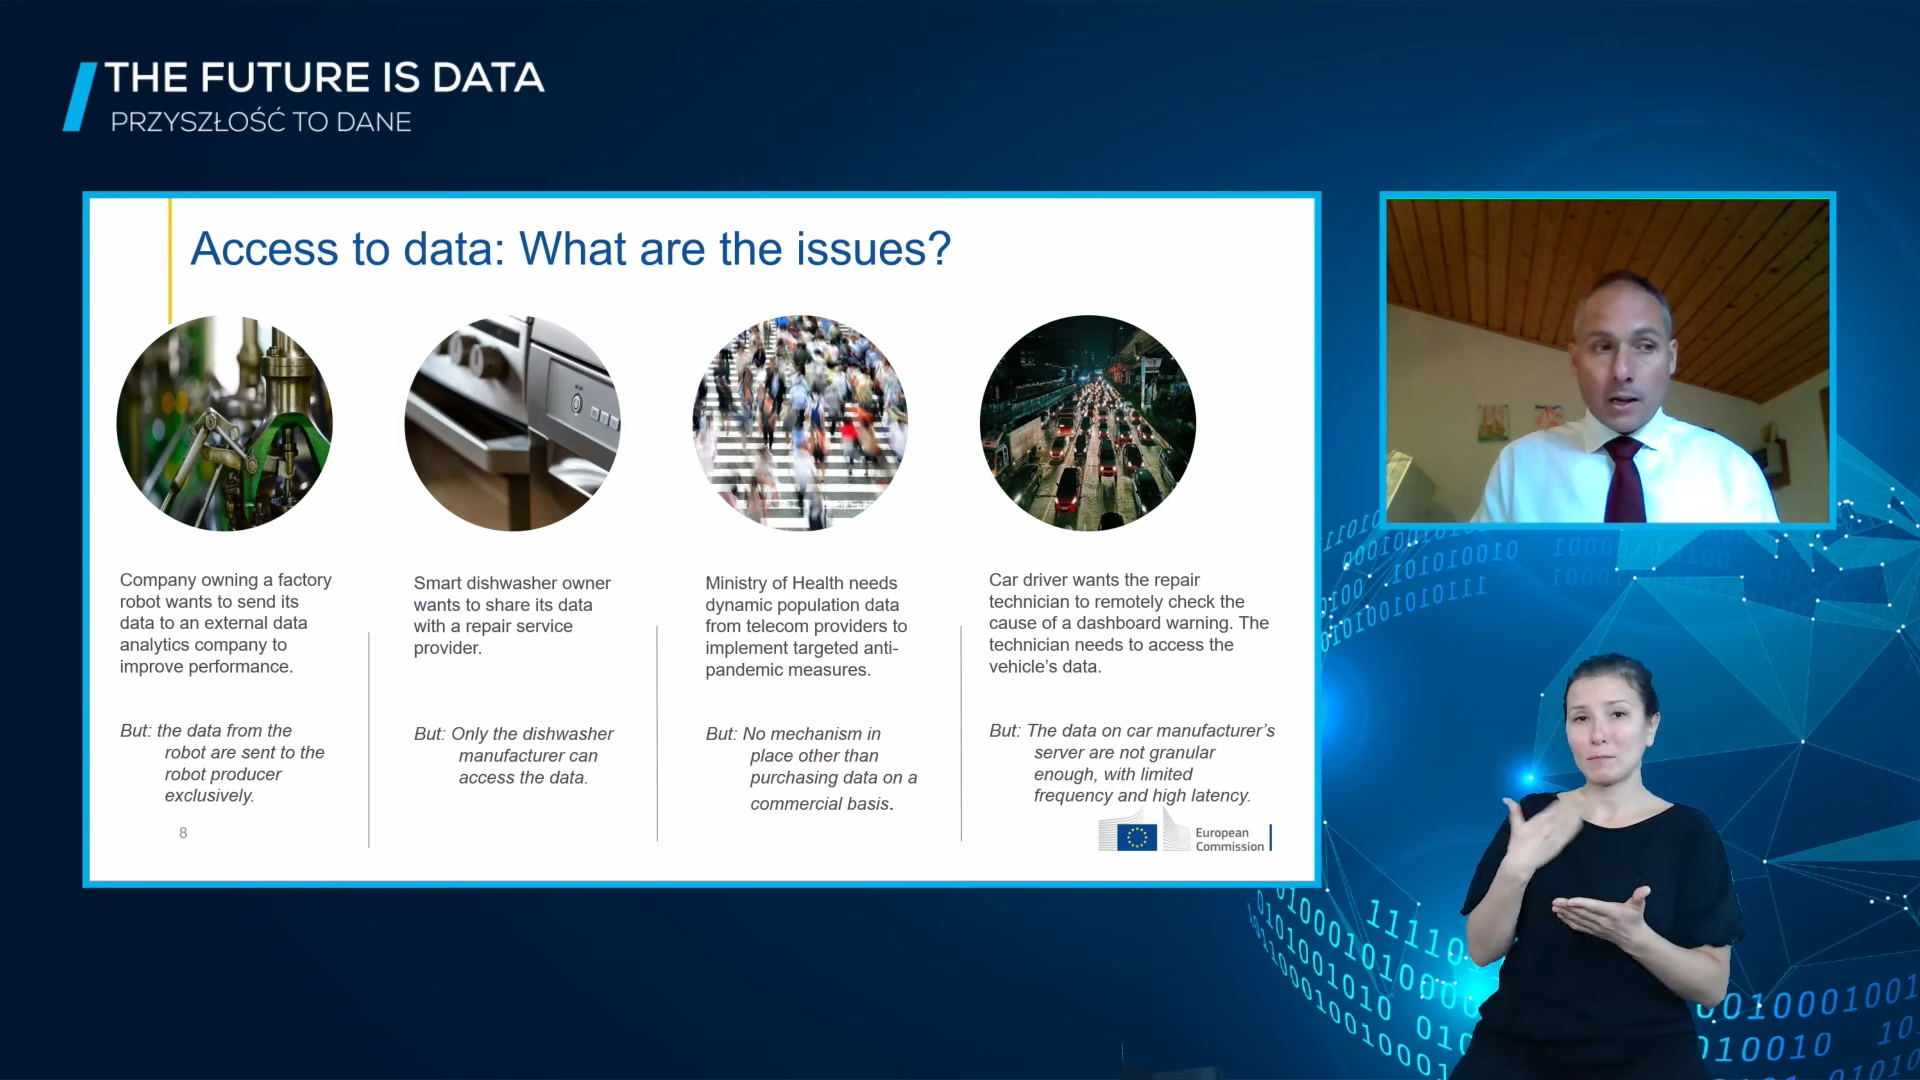 THE FUTURE IS DATA
PRZYSZŁOŚĆ TO DANE
Access to data: What are the issues?
Company owning a factory
robot wants to send its
data to an external data
analytics company to
improve performance.
But: the data from the
robot are sent to the
robot producer
exclusively.
Smart dishwasher owner
wants to share its data
with a repair service
provider.
But: Only the dishwasher
manufacturer can
access the data.
Ministry of Health needs
dynamic population data
from telecom providers to
implement targeted anti-
pandemic measures.
But: No mechanism in
place other than
purchasing data on a
commercial basis.
Car driver wants the repair
technician to remotely check the
cause of a dashboard warning. The
technician needs to access the
vehicle's data.
But: The data on car manufacturer's
server are not granular
enough, with limited
frequency and high latency.
8
European
Commission